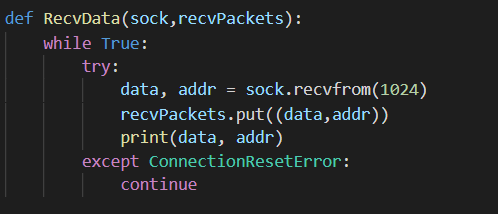 def RecvData(sock,recvPackets):
    while True:
        try:
            data, addr = sock.recvfrom(1024)
            recvPackets.put((data,addr))
            print(data, addr)
        except ConnectionResetError:
            continue